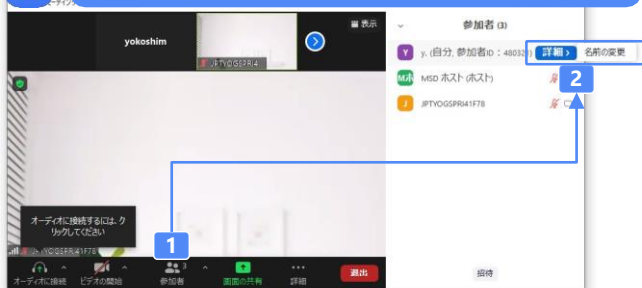 表示
yokoshim
JPTYOGSPRI4...
参加者 (3)
Y
y. (自分, 参加者ID : 48032
詳細 >
名前の変更
Mホ
MSD ホスト (ホスト)
2
J
JPTYOGSPRI41F78
オーディオに接続するには、ク
リックしてください
JPTYOGSPRI41F78
1
3
オーディオに接続
ビデオの開始
参加者
画面の共有
詳細
退出
招待